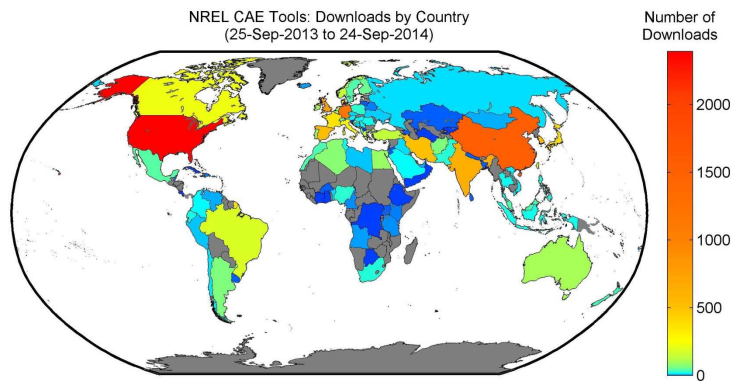 NREL CAE Tools: Downloads by Country
(25-Sep-2013 to 24-Sep-2014)
Number of
Downloads
2000
1500
1000
500
0